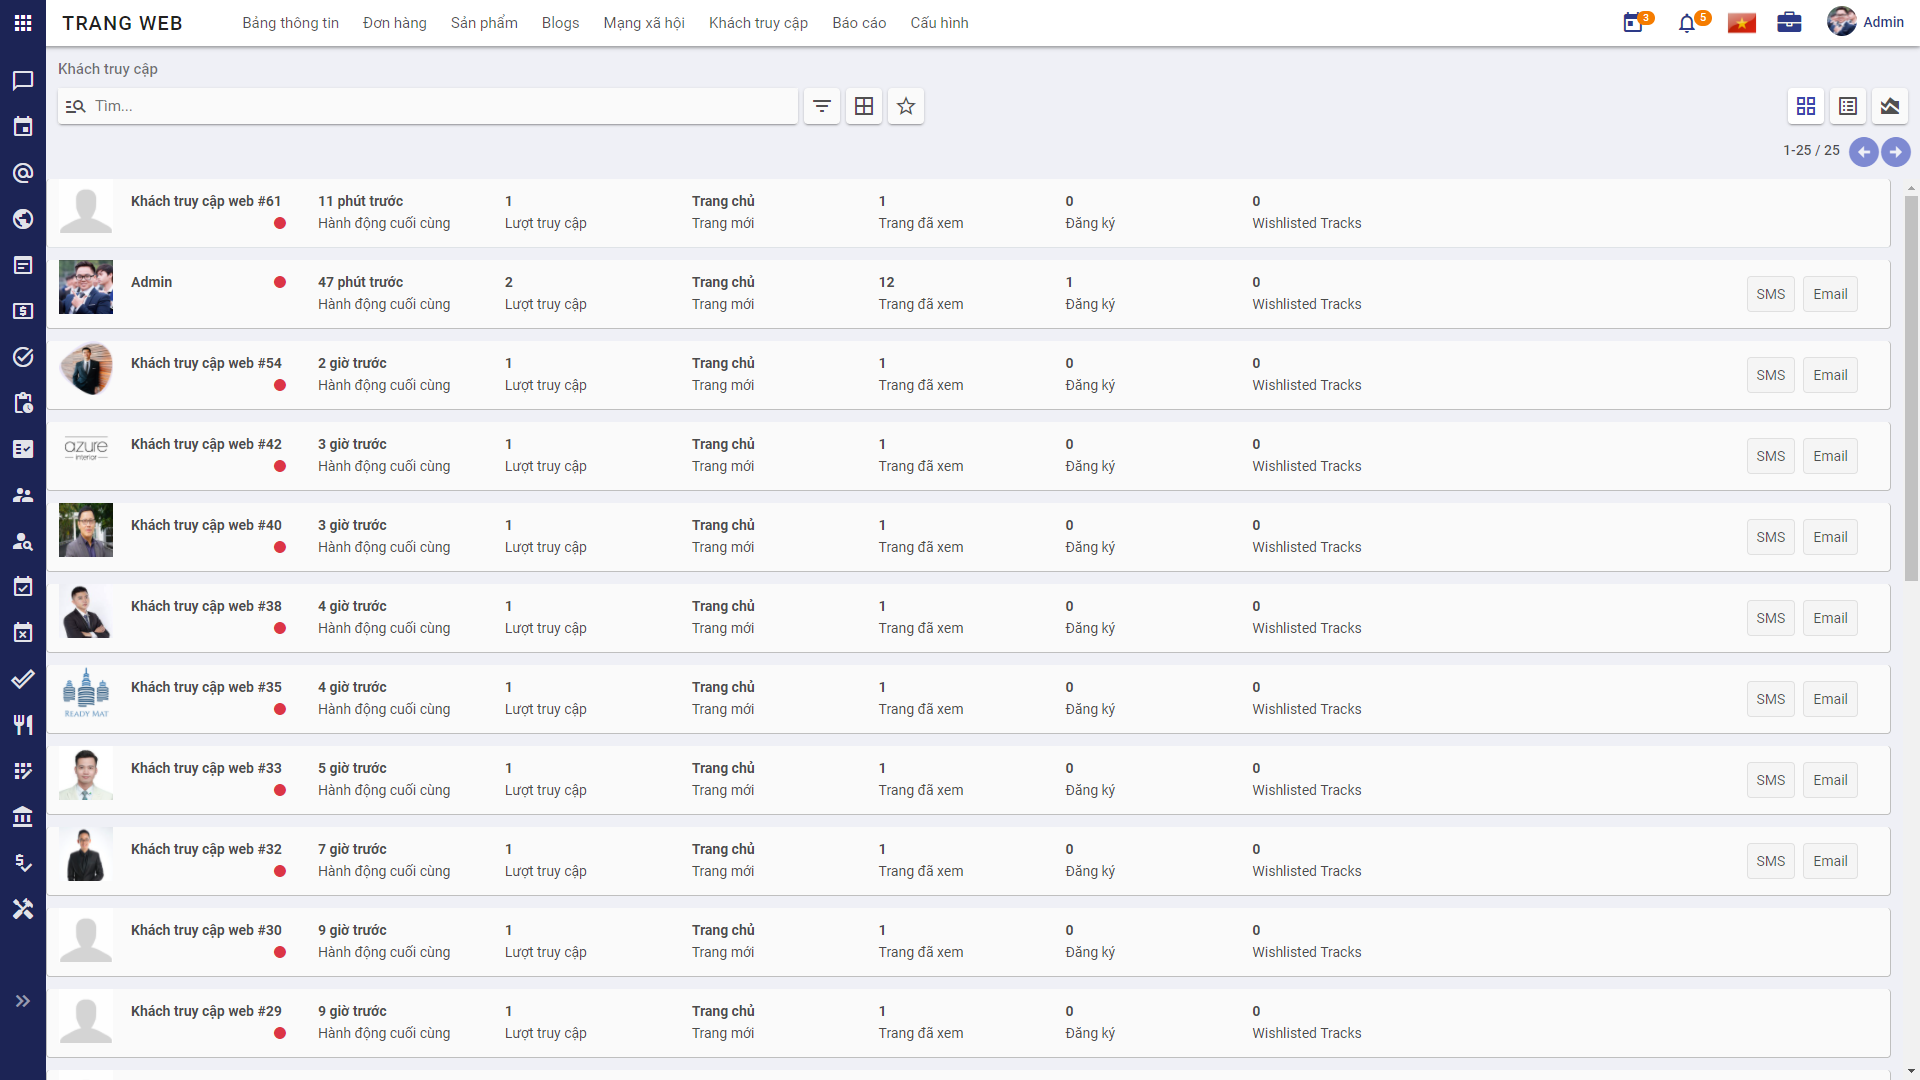 TRANG WEB Bảng thông tin Đơn hàng Sản phẩm Blogs Mạng xã hội Khách truy cập Báo cáo Cấu hình 3 5 Admin
Khách truy cập
Tìm...
1-25 / 25
Khách truy cập web #61 11 phút trước 1 Trang chủ 1 0 0
Hành động cuối cùng Lượt truy cập Trang mới Trang đã xem Đăng ký Wishlisted Tracks
Admin 47 phút trước 2 Trang chủ 12 1 0
Hành động cuối cùng Lượt truy cập Trang mới Trang đã xem Đăng ký Wishlisted Tracks
SMS Email
Khách truy cập web #54 2 giờ trước 1 Trang chủ 1 0 0
Hành động cuối cùng Lượt truy cập Trang mới Trang đã xem Đăng ký Wishlisted Tracks
SMS Email
azure
interior
Khách truy cập web #42 3 giờ trước 1 Trang chủ 1 0 0
Hành động cuối cùng Lượt truy cập Trang mới Trang đã xem Đăng ký Wishlisted Tracks
SMS Email
Khách truy cập web #40 3 giờ trước 1 Trang chủ 1 0 0
Hành động cuối cùng Lượt truy cập Trang mới Trang đã xem Đăng ký Wishlisted Tracks
SMS Email
Khách truy cập web #38 4 giờ trước 1 Trang chủ 1 0 0
Hành động cuối cùng Lượt truy cập Trang mới Trang đã xem Đăng ký Wishlisted Tracks
SMS Email
READY MAT
Khách truy cập web #35 4 giờ trước 1 Trang chủ 1 0 0
Hành động cuối cùng Lượt truy cập Trang mới Trang đã xem Đăng ký Wishlisted Tracks
SMS Email
Khách truy cập web #33 5 giờ trước 1 Trang chủ 1 0 0
Hành động cuối cùng Lượt truy cập Trang mới Trang đã xem Đăng ký Wishlisted Tracks
SMS Email
Khách truy cập web #32 7 giờ trước 1 Trang chủ 1 0 0
Hành động cuối cùng Lượt truy cập Trang mới Trang đã xem Đăng ký Wishlisted Tracks
SMS Email
Khách truy cập web #30 9 giờ trước 1 Trang chủ 1 0 0
Hành động cuối cùng Lượt truy cập Trang mới Trang đã xem Đăng ký Wishlisted Tracks
Khách truy cập web #29 9 giờ trước 1 Trang chủ 1 0 0
Hành động cuối cùng Lượt truy cập Trang mới Trang đã xem Đăng ký Wishlisted Tracks